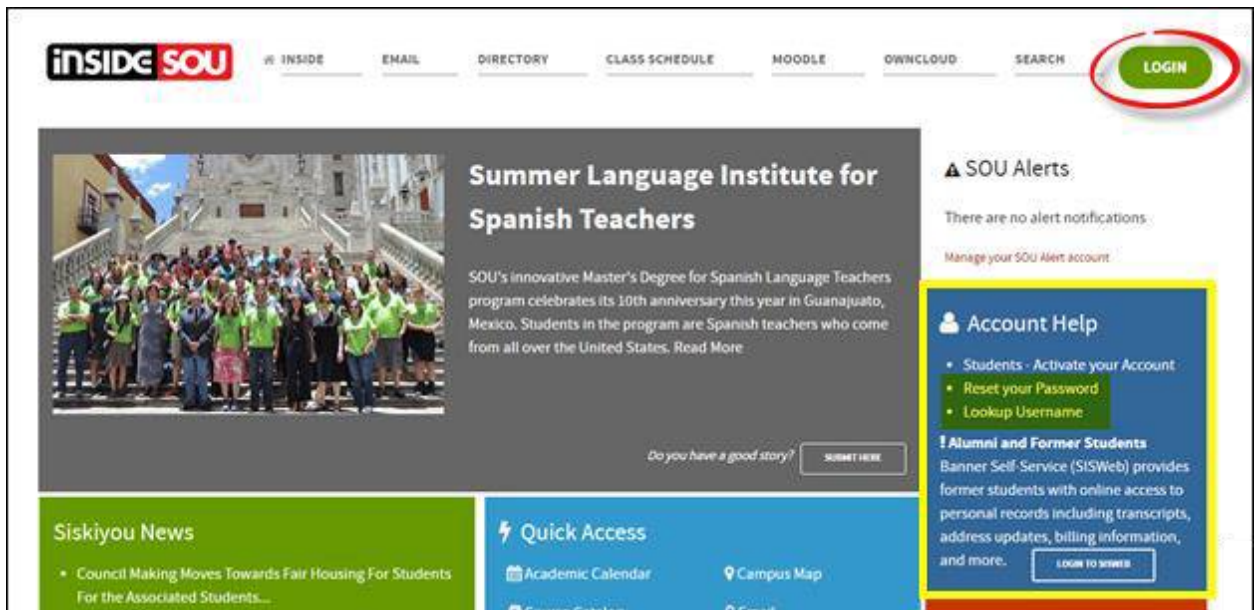 iNSIDE SOU
INSIDE EMAIL DIRECTORY CLASS SCHEDULE MOODLE OWNCLOUD SEARCH LOGIN
Summer Language Institute for
Spanish Teachers
SOU's innovative Master's Degree for Spanish Language Teachers
program celebrates its 10th anniversary this year in Guanajuato,
Mexico. Students in the program are Spanish teachers who come
from all over the United States. Read More
Do you have a good story? SUBMIT HERE
SOU Alerts
There are no alert notifications
Manage your SOU Alert account
Account Help
• Students - Activate your Account
• Reset your Password
• Lookup Username
! Alumni and Former Students
Banner Self-Service (SISWeb) provides
former students with online access to
personal records including transcripts,
address updates, billing information,
and more. LOGIN TO SISWEB
Siskiyou News
• Council Making Moves Towards Fair Housing For Students
For the Associated Students...
Quick Access
Academic Calendar Campus Map